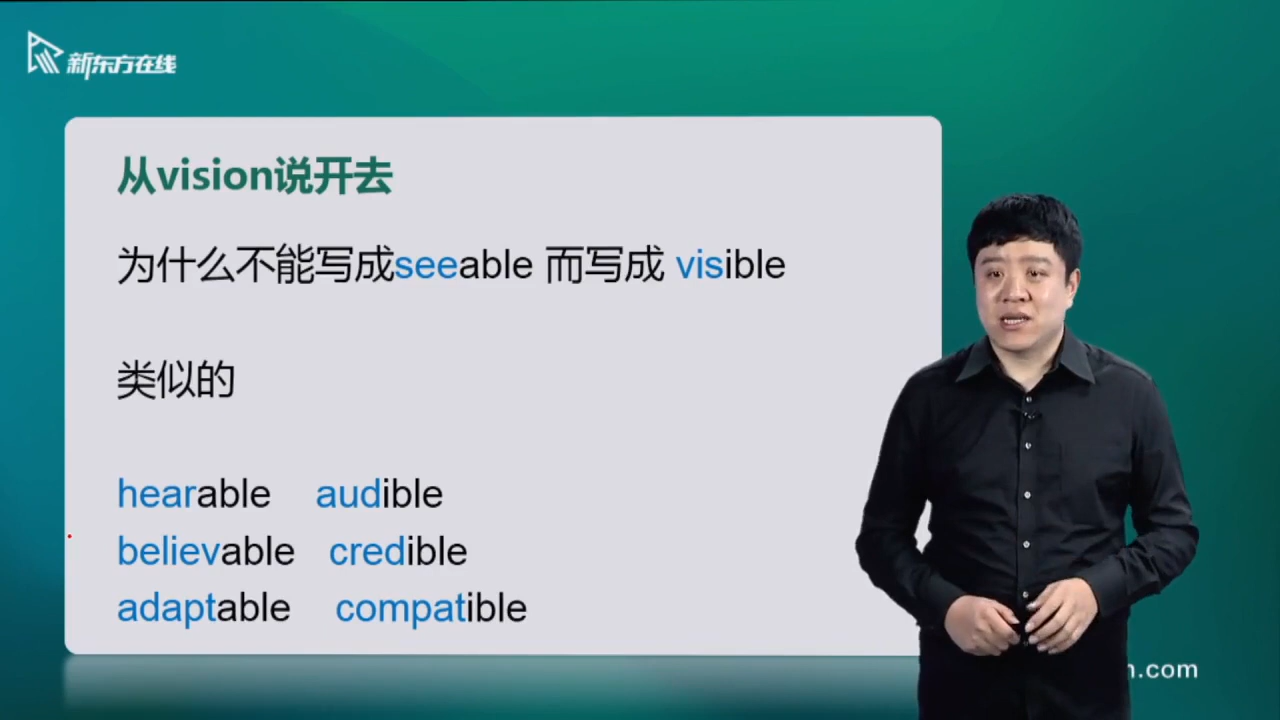 新东方在线
从vision说开去
为什么不能写成seeable 而写成 visible
类似的
hearable audible
believable credible
adaptable compatible
.com